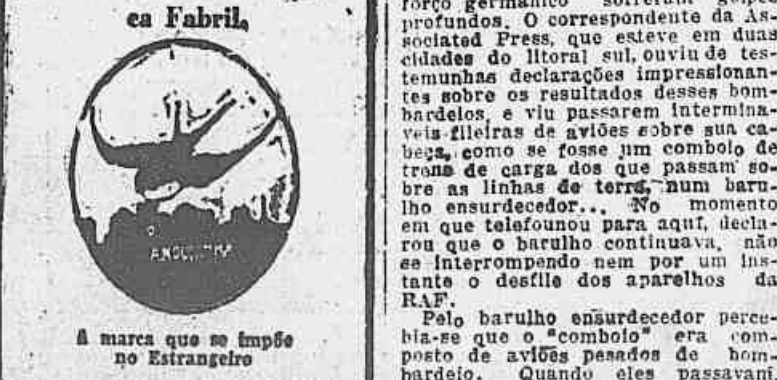 ca Fabril,
A marca que se impõe
no Estrangeiro
forço germanico sofreram golpes
profundos. O correspondente da As-
sociated Press, que esteve em duas
cidades do litoral sul, ouviu de tes-
temunhas declarações impressionan-
tes sobre os resultados desses bom-
bardeios, e viu passarem intermina-
veis fileiras de aviões sobre sua ca-
beça, como se fosse um comboio de
trens de carga dos que passam so-
bre as linhas de terra, num baru-
lho ensurdecedor... No momento
em que telefounou para aquí, decla-
rou que o barulho continuava, não
se interrompendo nem por um ins-
tante o desfile dos aparelhos da
RAF.
Pelo barulho ensurdecedor perce-
bia-se que o "comboio" era com-
posto de aviões pesados de bom-
bardeio. Quando eles passavam